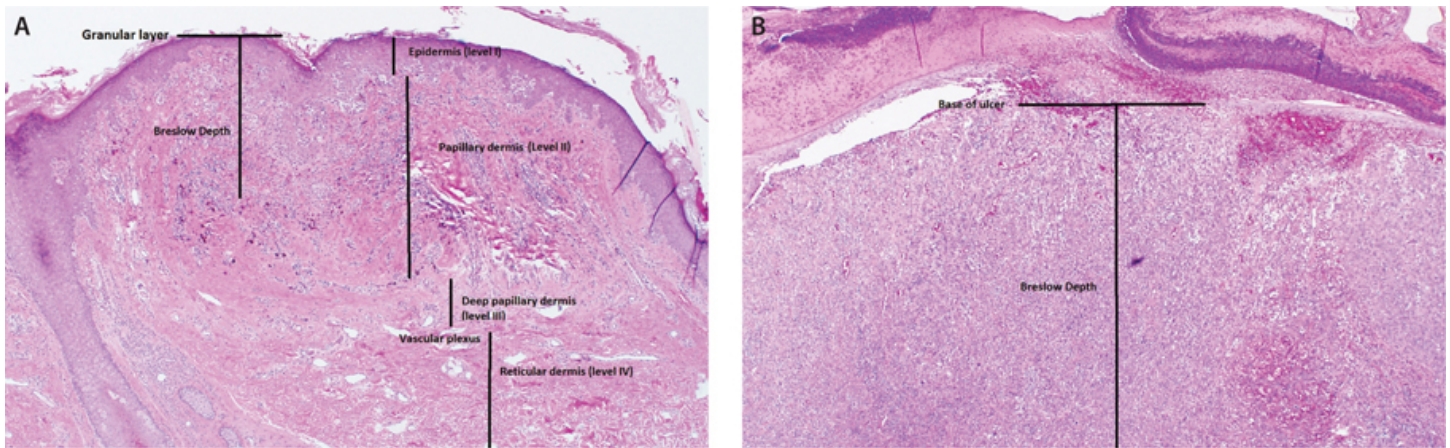 A
Granular layer
Epidermis (level I)
Breslow Depth
Papillary dermis (Level II)
Deep papillary dermis
(level III)
Vascular plexus
Reticular dermis (level IV)
B
Base of ulcer
Breslow Depth